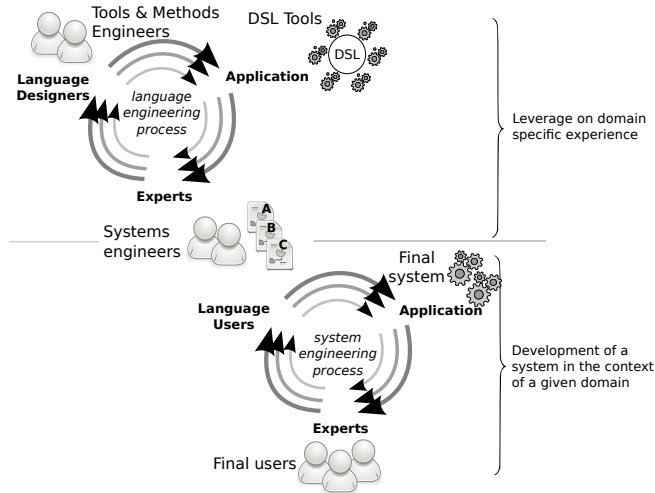 Tools & Methods
Engineers
DSL Tools
DSL
Language
Designers
Application
language
engineering
process
Experts
Leverage on domain
specific experience
Systems
engineers
A
B
C
Final
system
Language
Users
Application
system
engineering
process
Experts
Final users
Development of a
system in the context
of a given domain